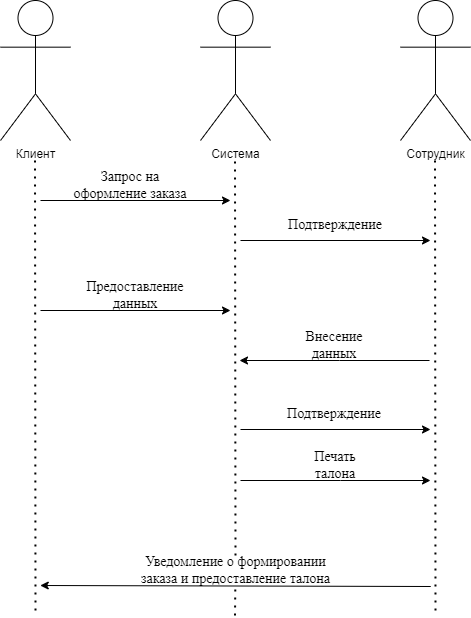 Клиент
Система
Сотрудник
Запрос на
оформление заказа
Подтверждение
Предоставление
данных
Внесение
данных
Подтверждение
Печать
талона
Уведомление о формировании
заказа и предоставление талона